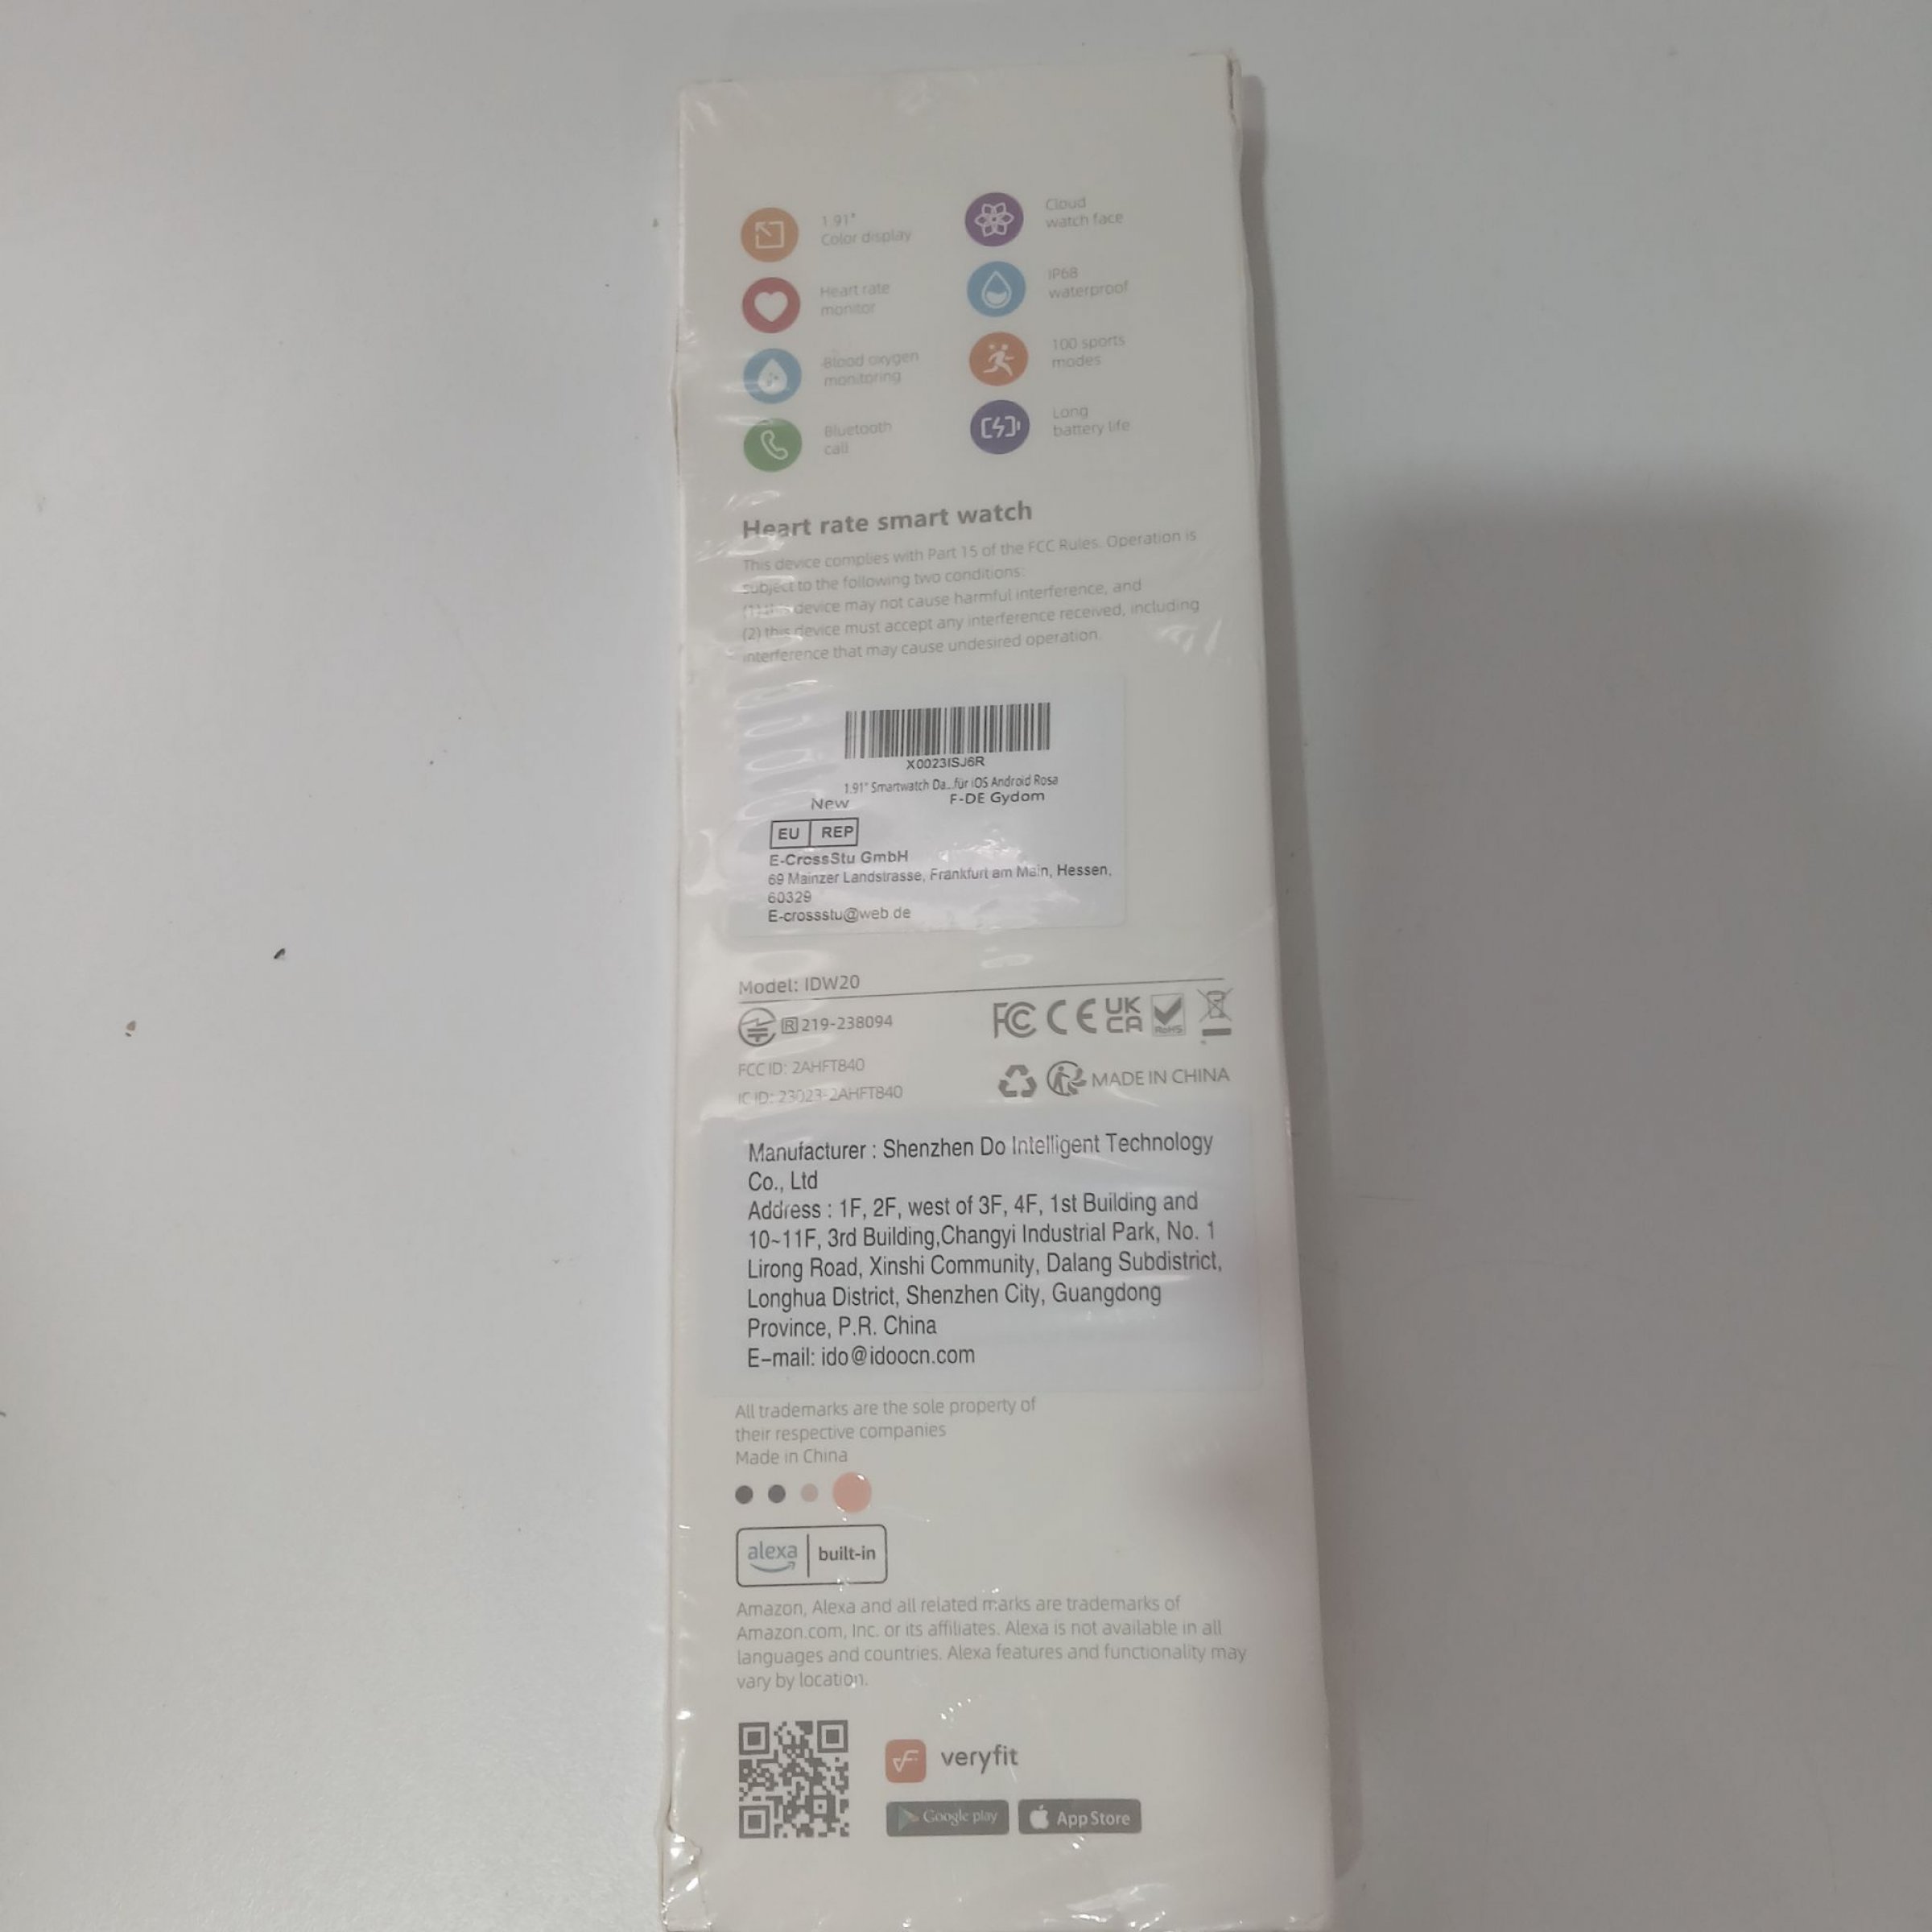 1.91"
Color display
Cloud
watch face
Heart rate
monitor
IP68
waterproof
Blood oxygen
monitoring
100 sports
modes
Bluetooth
call
Long
battery life
Heart rate smart watch
This device complies with Part 15 of the FCC Rules. Operation is
subject to the following two conditions:
(1) this device may not cause harmful interference, and
(2) this device must accept any interference received, including
interference that may cause undesired operation.
X0023ISJ6R
1.91" Smartwatch Da...für iOS Android Rosa
New F-DE Gydom
EU REP
E-CrossStu GmbH
69 Mainzer Landstrasse, Frankfurt am Main, Hessen,
60329
E-crossstu@web.de
Model: IDW20
R 219-238094
FC CE UK CA RoHS
FCC ID: 2AHFT840
IC ID: 23023-2AHFT840
MADE IN CHINA
Manufacturer : Shenzhen Do Intelligent Technology
Co., Ltd
Address : 1F, 2F, west of 3F, 4F, 1st Building and
10~11F, 3rd Building,Changyi Industrial Park, No. 1
Lirong Road, Xinshi Community, Dalang Subdistrict,
Longhua District, Shenzhen City, Guangdong
Province, P.R. China
E-mail: ido@idoocn.com
All trademarks are the sole property of
their respective companies
Made in China
alexa built-in
Amazon, Alexa and all related marks are trademarks of
Amazon.com, Inc. or its affiliates. Alexa is not available in all
languages and countries. Alexa features and functionality may
vary by location.
veryfit
Google play App Store